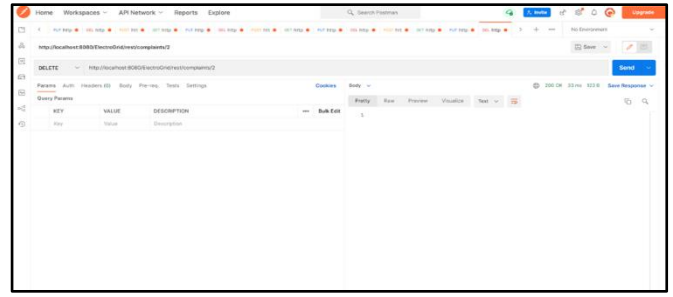 Home Workspaces API Network Reports Explore Search Postman Invite Upgrade
No Environment
http://localhost:8080/ElectroGrid/rest/complaints/2 Save
DELETE http://localhost:8080/ElectroGrid/rest/complaints/2 Send
Params Auth Headers (6) Body Pre-req. Tests Settings Cookies Body 200 OK Save Response
Query Params Pretty Raw Preview Visualize Text
KEY VALUE DESCRIPTION Bulk Edit
Key Value Description 1